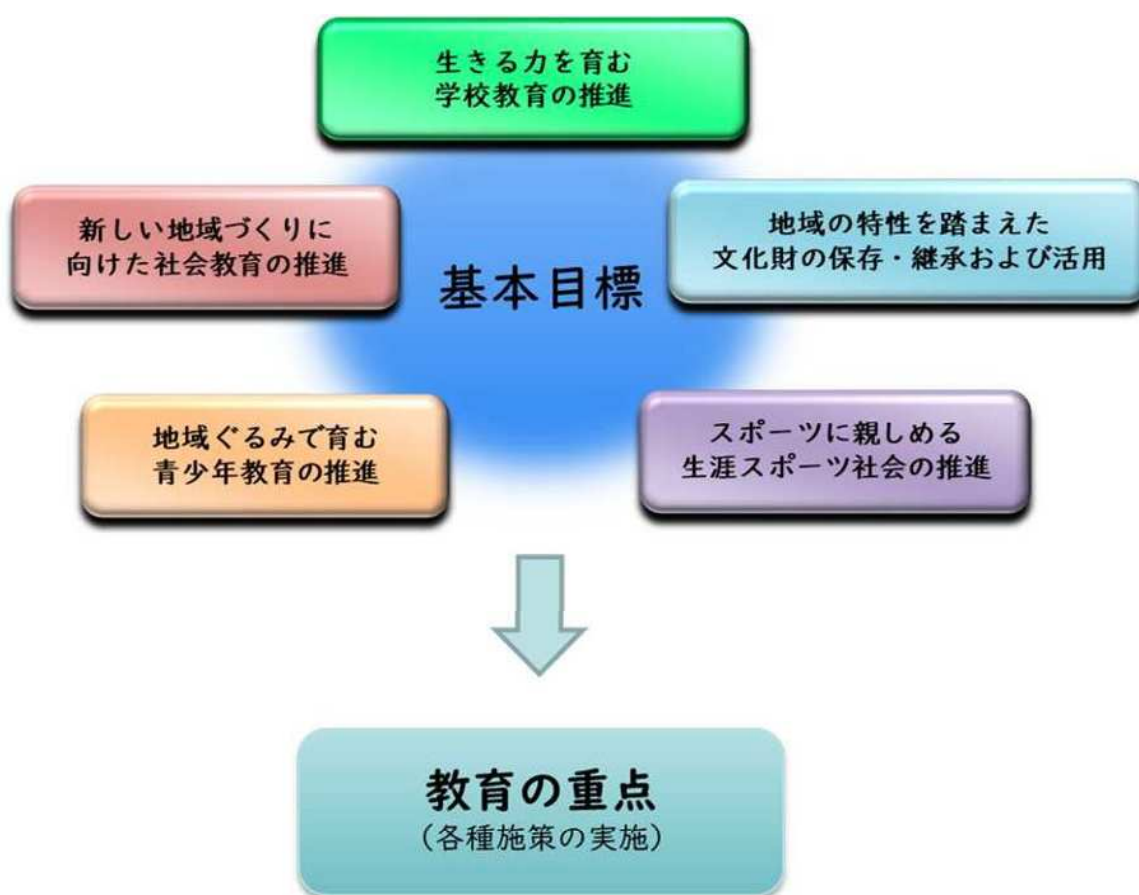 生きる力を育む
学校教育の推進
新しい地域づくりに
向けた社会教育の推進
地域の特性を踏まえた
文化財の保存・継承および活用
基本目標
地域ぐるみで育む
青少年教育の推進
スポーツに親しめる
生涯スポーツ社会の推進
教育の重点
（各種施策の実施）